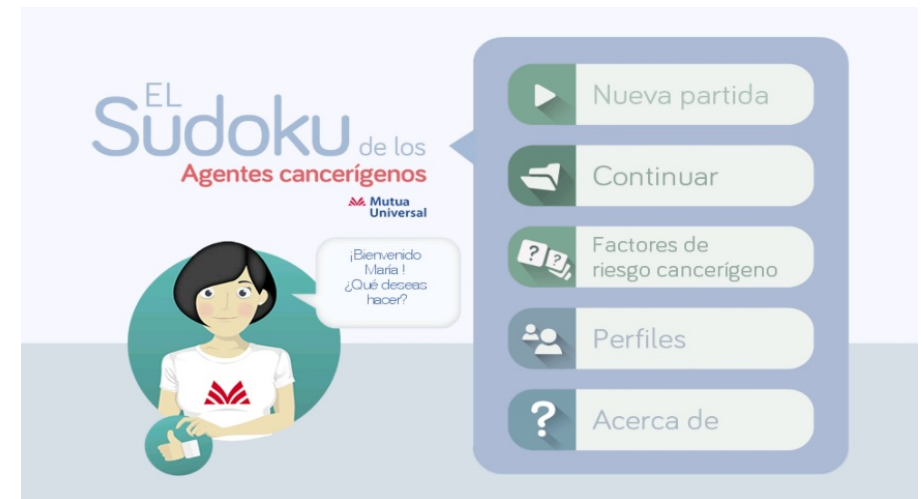 EL
Sudoku de los
Agentes cancerígenos
Mutua
Universal
¡Bienvenido
María !
¿Qué deseas
hacer?
Nueva partida
Continuar
Factores de
riesgo cancerígeno
Perfiles
Acerca de